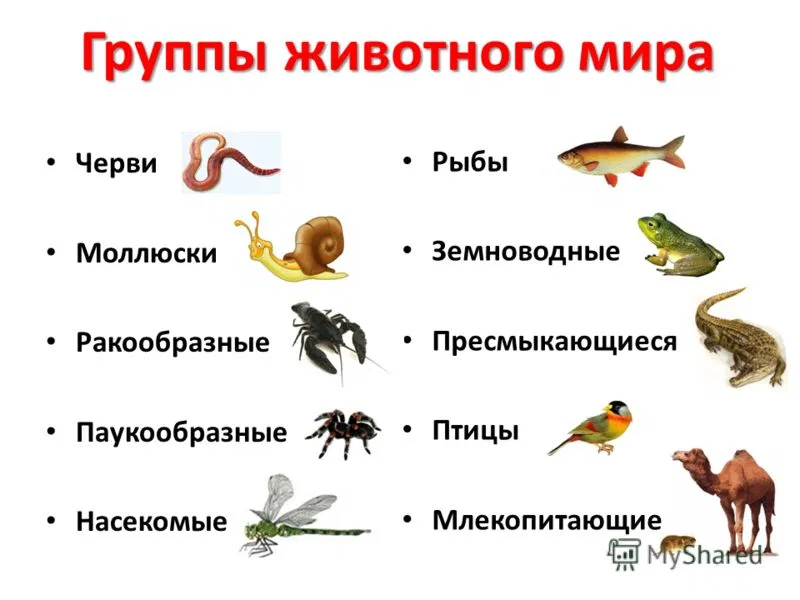 Группы животного мира
• Черви
• Моллюски
• Ракообразные
• Паукообразные
• Насекомые
• Рыбы
• Земноводные
• Пресмыкающиеся
• Птицы
• Млекопитающие
MyShared